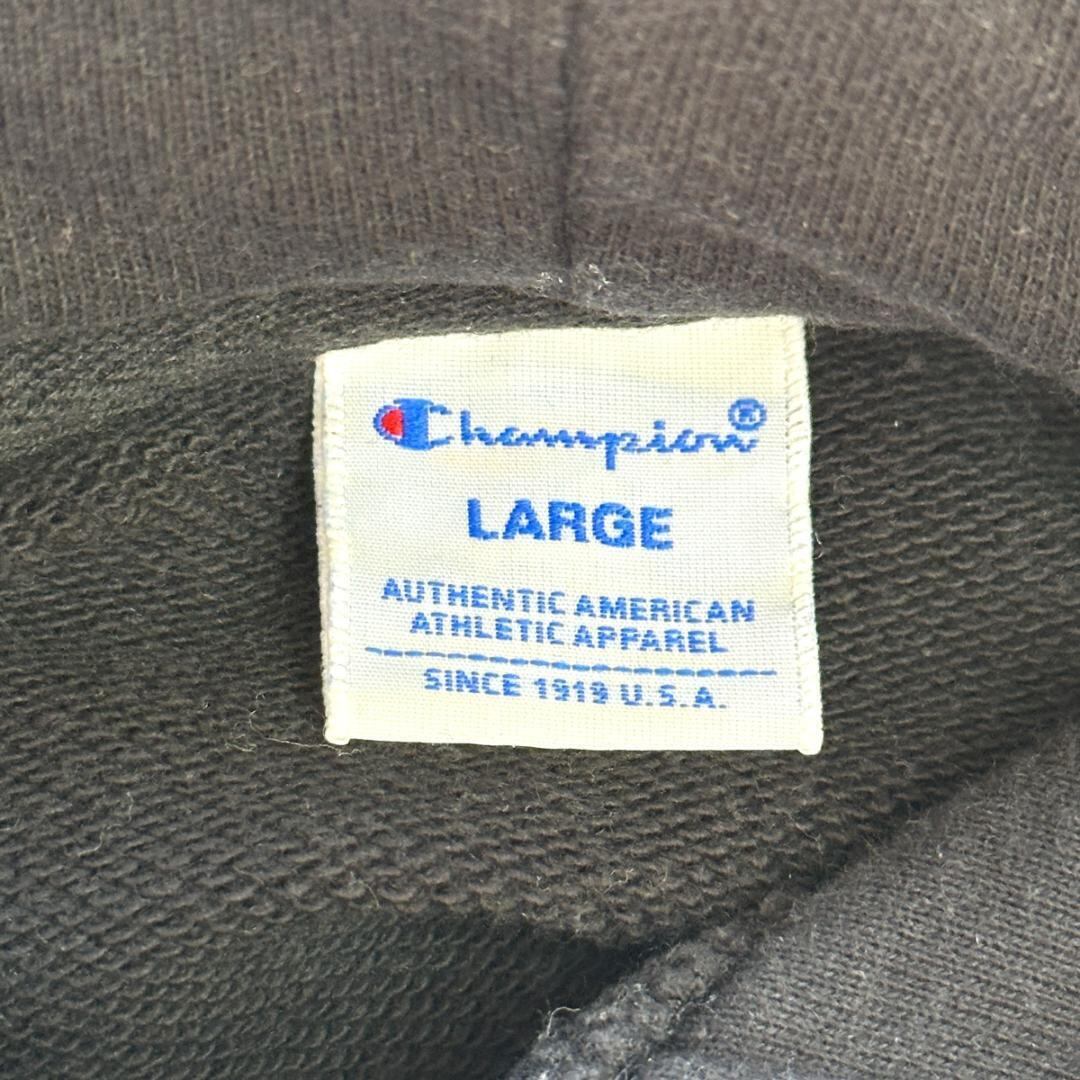 Champion®
LARGE
AUTHENTIC AMERICAN
ATHLETIC APPAREL
SINCE 1919 U.S.A.